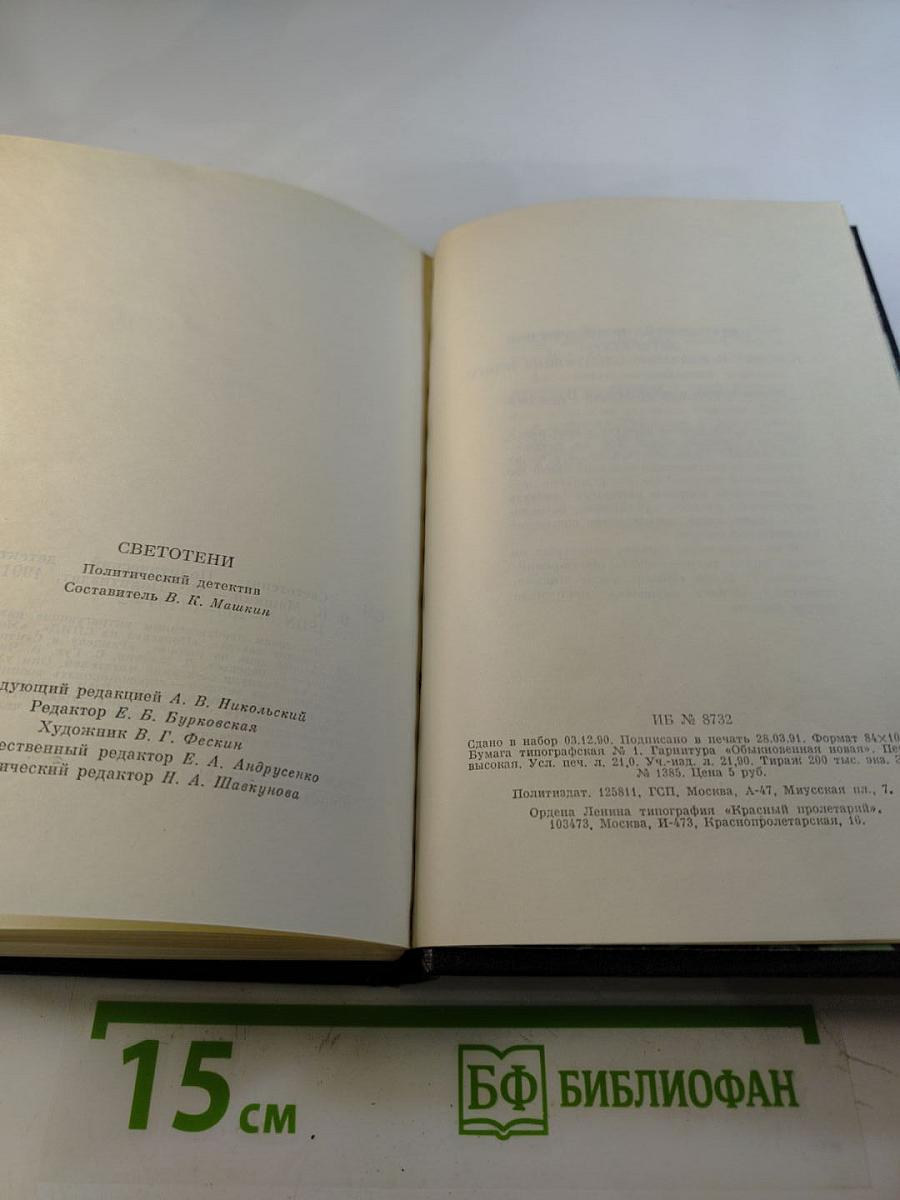 СВЕТОТЕНИ
Политический детектив
Составитель В. К. Машкин
дующий редакцией А. В. Никольский
Редактор Е. Б. Бурковская
Художник В. Г. Фескин
ественный редактор Е. А. Андрусенко
ический редактор Н. А. Шавкунова
ИБ № 8732
Сдано в набор 03.12.90. Подписано в печать 28.03.91. Формат 84×10
Бумага типографская № 1. Гарнитура «Обыкновенная новая». Пе
высокая. Усл. печ. л. 21,0. Уч.-изд. л. 21,90. Тираж 200 тыс. экз. З
№ 1385. Цена 5 руб.
Политиздат. 125811, ГСП, Москва, А-47, Миусская пл., 7.
Ордена Ленина типография «Красный пролетарий».
103473, Москва, И-473, Краснопролетарская, 16.
15 см
БФ БИБЛИОФАН